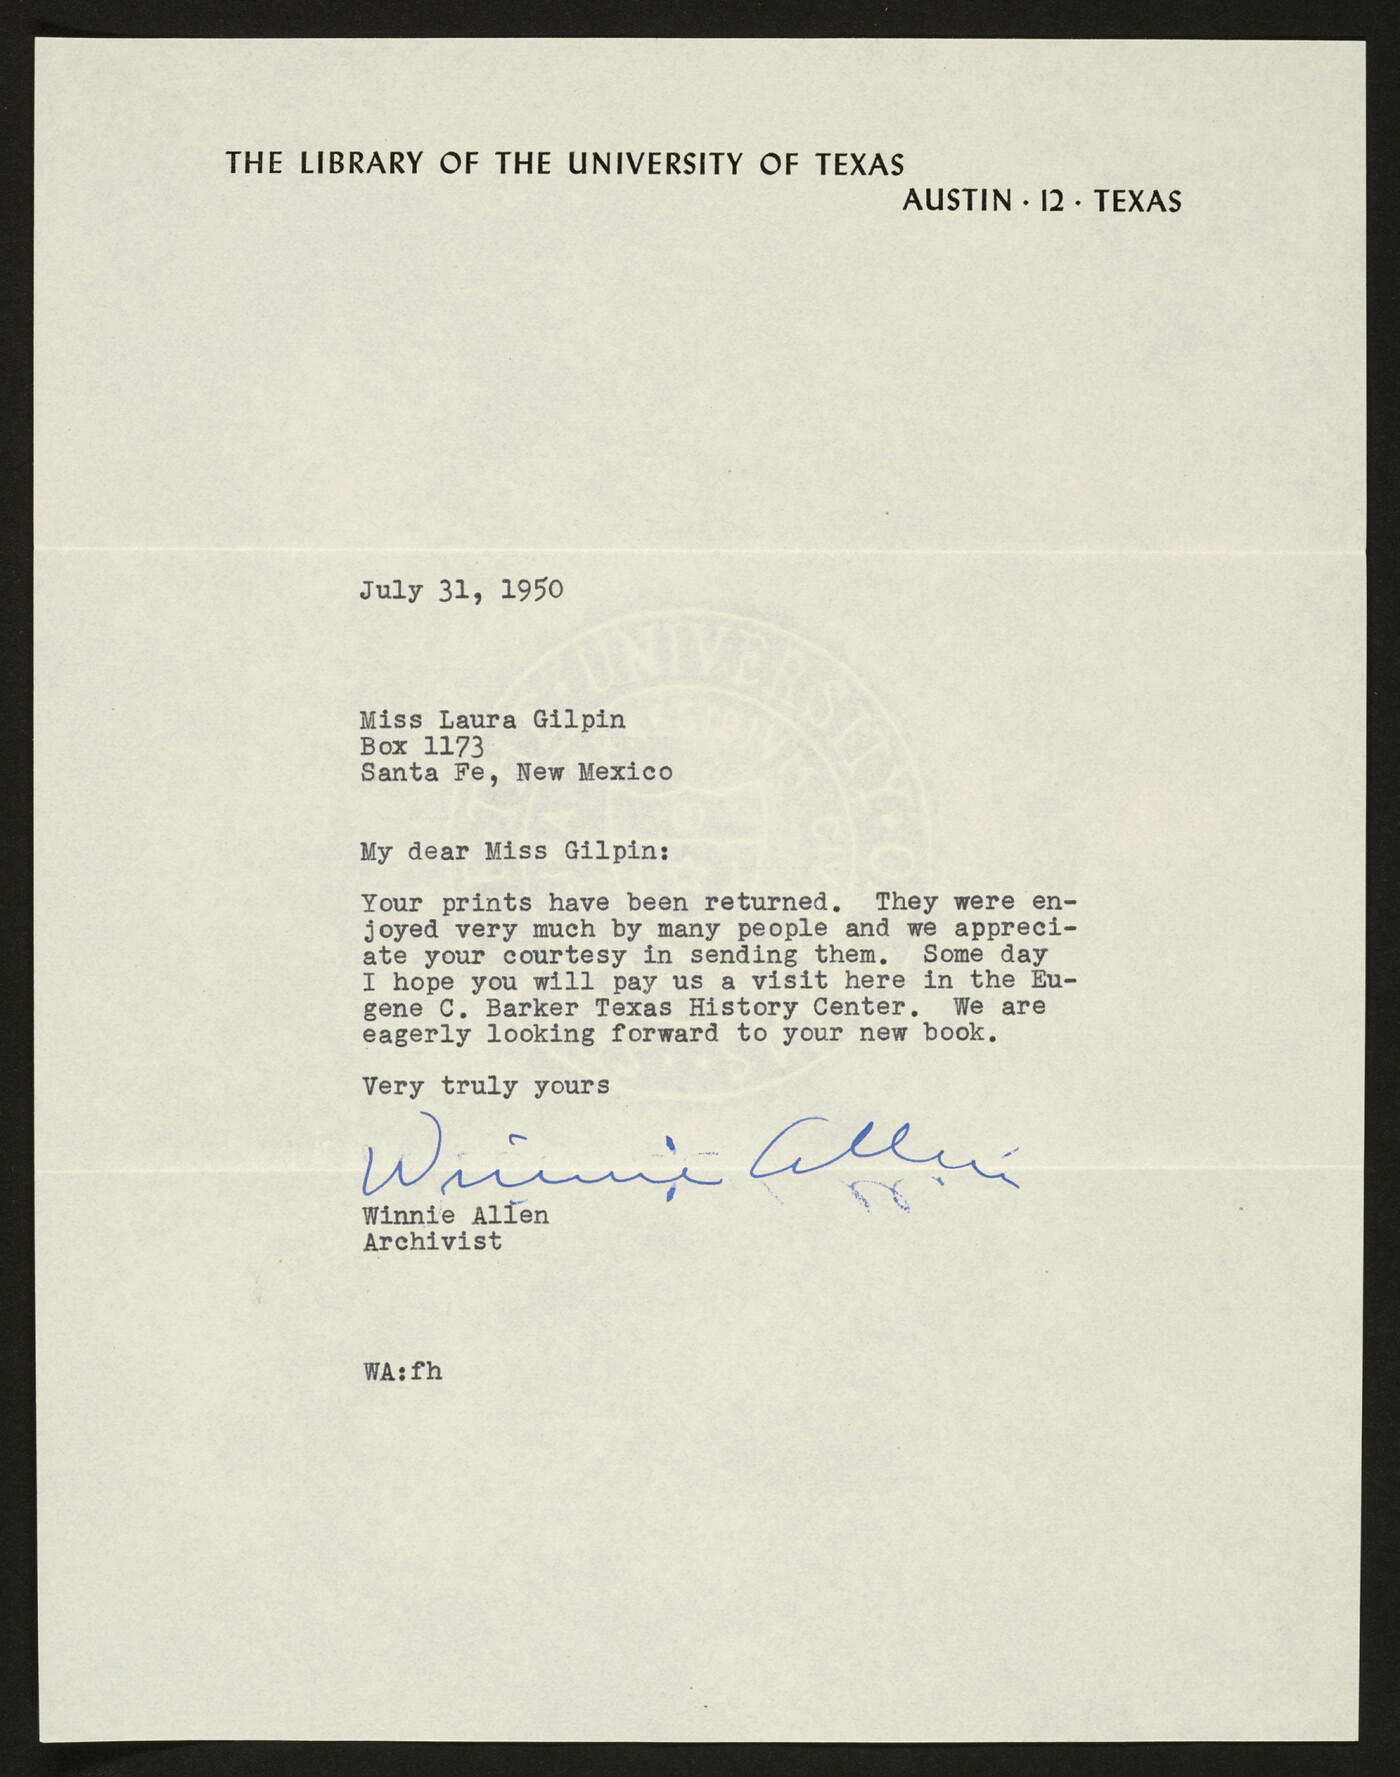 THE LIBRARY OF THE UNIVERSITY OF TEXAS
AUSTIN · 12 · TEXAS
July 31, 1950
Miss Laura Gilpin
Box 1173
Santa Fe, New Mexico
My dear Miss Gilpin:
Your prints have been returned. They were en-
joyed very much by many people and we appreci-
ate your courtesy in sending them. Some day
I hope you will pay us a visit here in the Eu-
gene C. Barker Texas History Center. We are
eagerly looking forward to your new book.
Very truly yours
Winnie Allen
Winnie Allen
Archivist
WA:fh